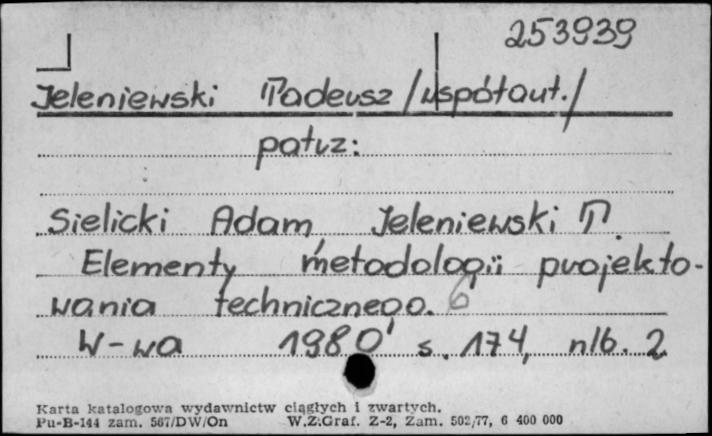 253939
Jeleniewski Tadeusz /współaut./
patrz:
Sielicki Adam, Jeleniewski T.
Elementy metodologii projekto-
wania technicznego. 6
W-wa 1980 s. 174, nlb. 2
Karta katalogowa wydawnictw ciągłych i zwartych.
Pu-B-144 zam. 567/DW/On W.Z.Graf. Z-2, Zam. 502/77, 6 400 000